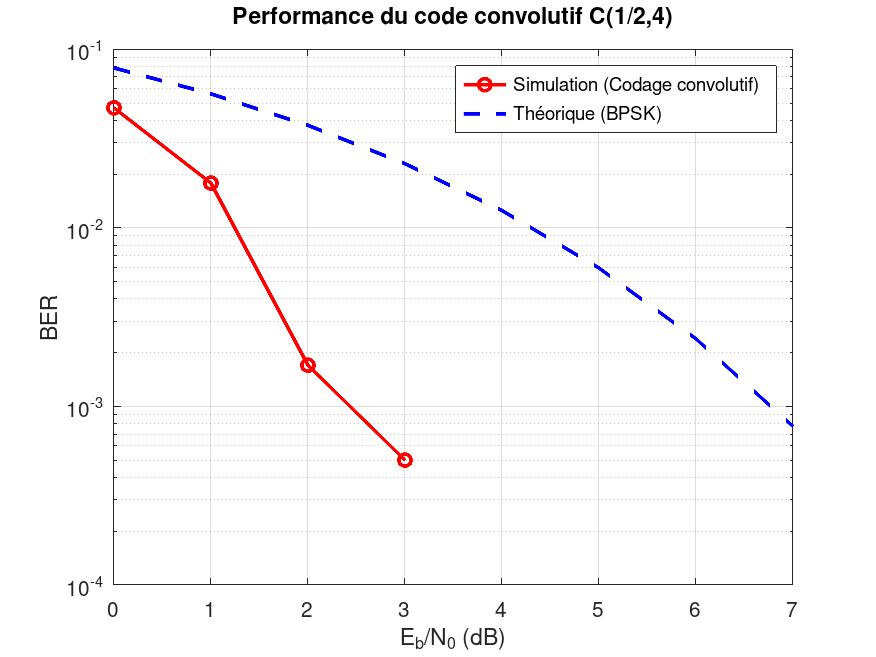 Performance du code convolutif C(1/2,4)
Simulation (Codage convolutif)
Théorique (BPSK)
10⁻¹
10⁻²
10⁻³
10⁻⁴
BER
0 1 2 3 4 5 6 7
E_b/N_0 (dB)